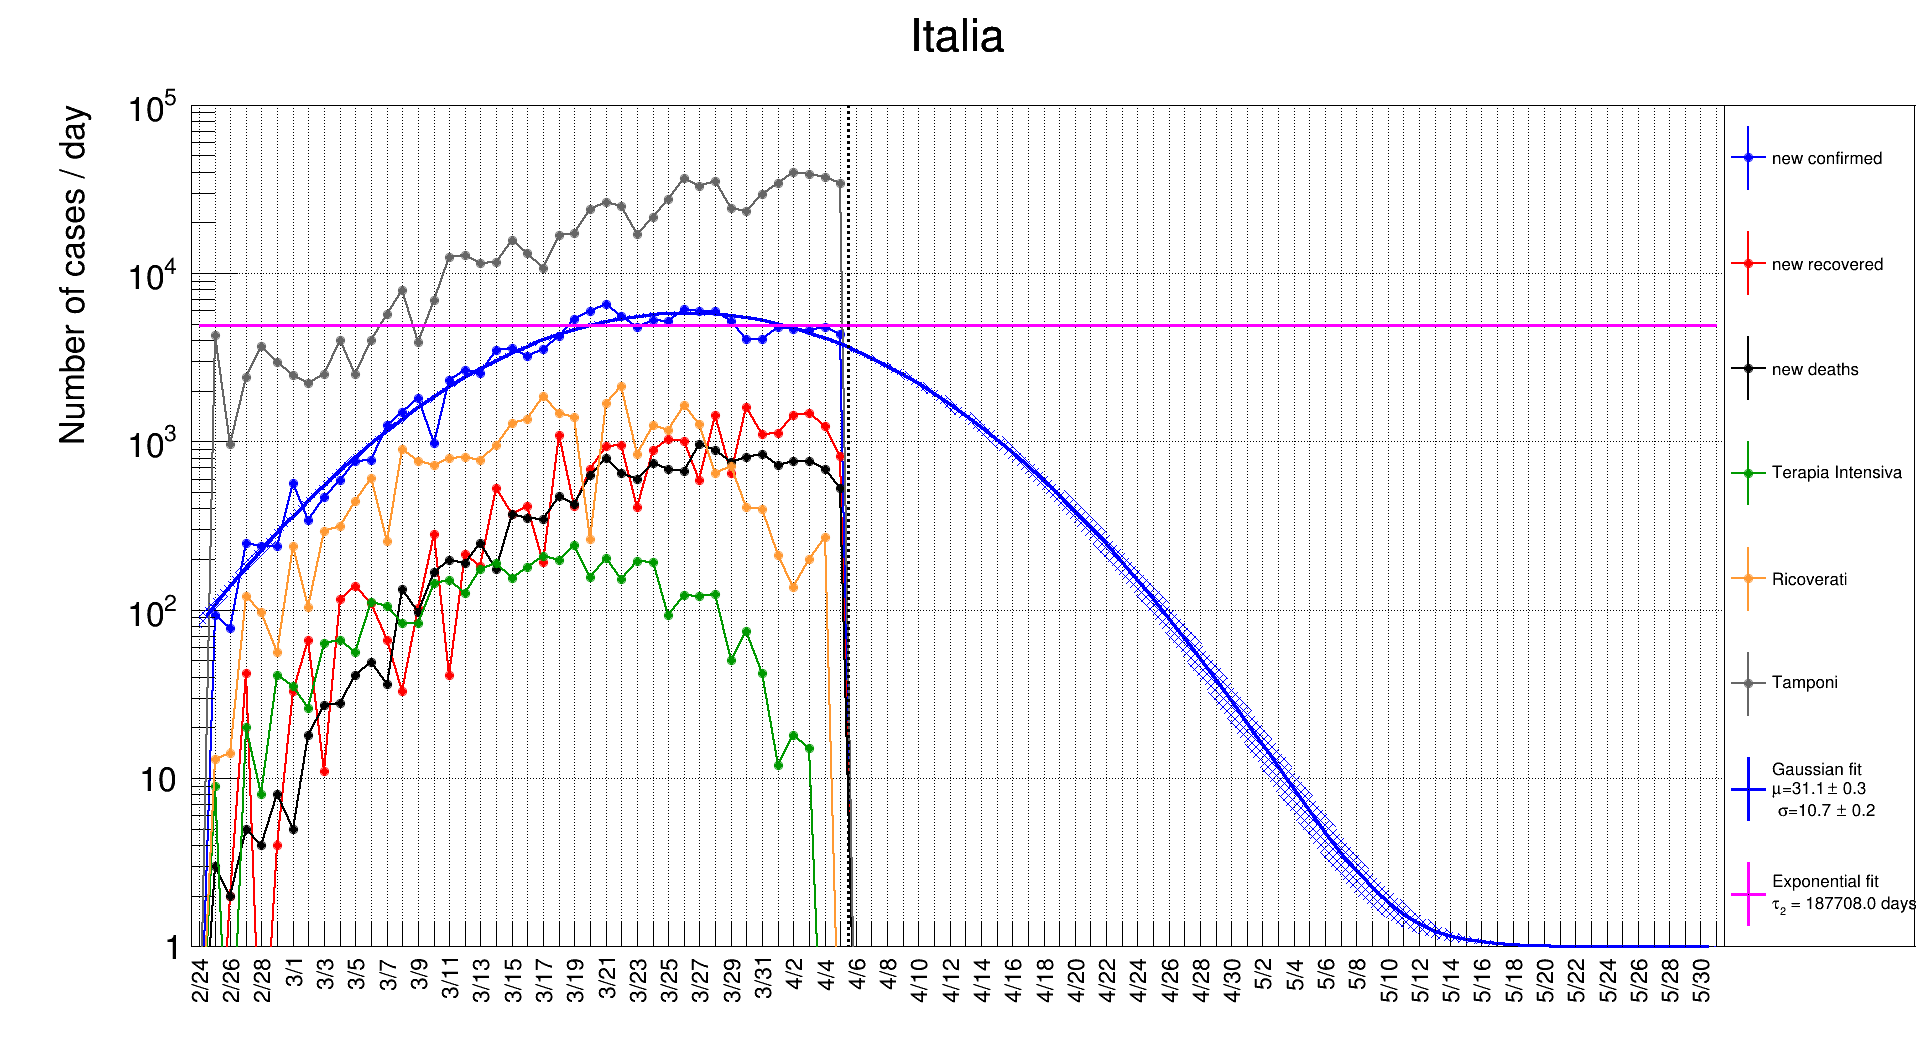 Italia
Number of cases / day
10^5
10^4
10^3
10^2
10
1
2/24 2/26 2/28 3/1 3/3 3/5 3/7 3/9 3/11 3/13 3/15 3/17 3/19 3/21 3/23 3/25 3/27 3/29 3/31 4/2 4/4 4/6 4/8 4/10 4/12 4/14 4/16 4/18 4/20 4/22 4/24 4/26 4/28 4/30 5/2 5/4 5/6 5/8 5/10 5/12 5/14 5/16 5/18 5/20 5/22 5/24 5/26 5/28 5/30
new confirmed
new recovered
new deaths
Terapia Intensiva
Ricoverati
Tamponi
Gaussian fit
μ=31.1 ± 0.3
σ=10.7 ± 0.2
Exponential fit
τ_2 = 187708.0 days